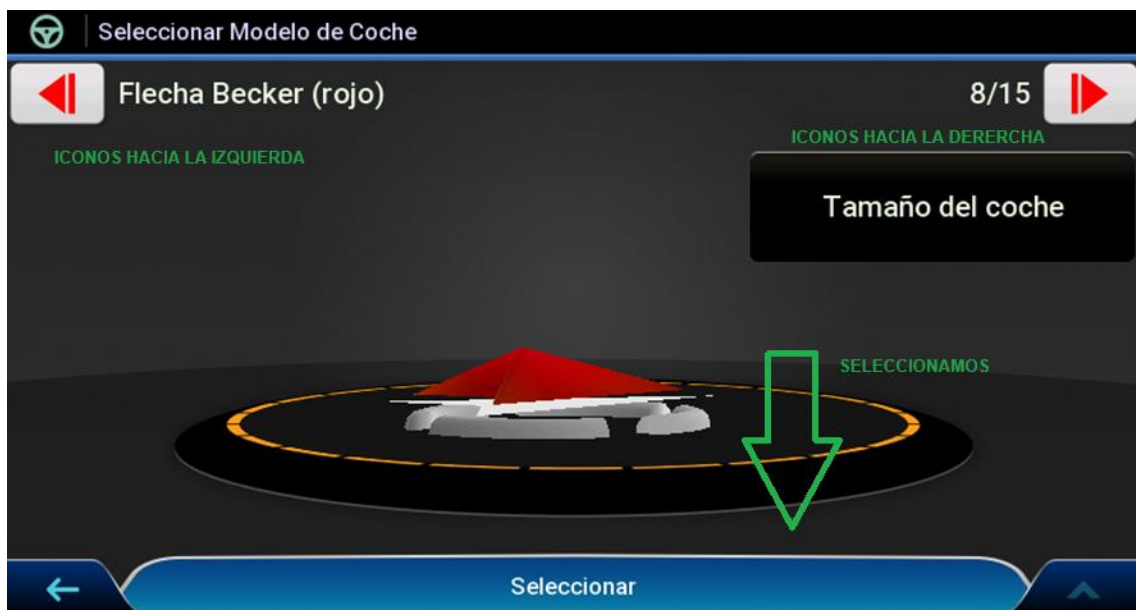 Seleccionar Modelo de Coche
Flecha Becker (rojo)
8/15
ICONOS HACIA LA IZQUIERDA
ICONOS HACIA LA DERERCHA
Tamaño del coche
SELECCIONAMOS
Seleccionar